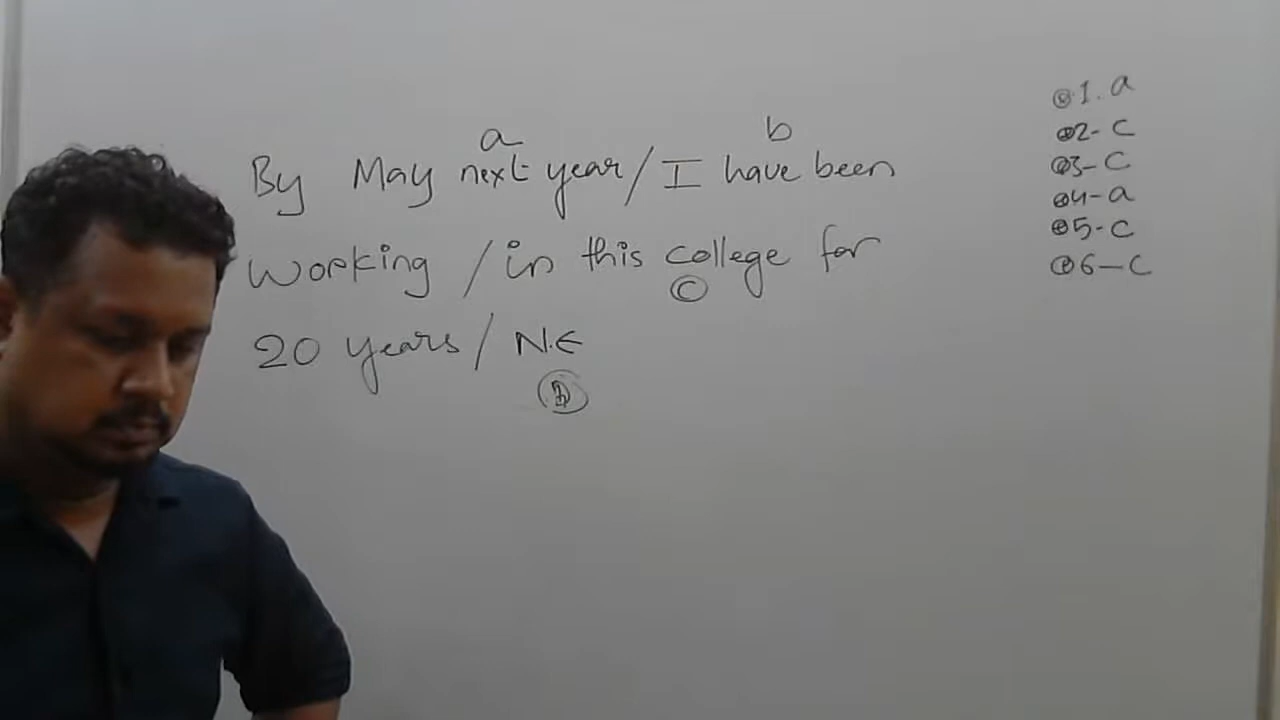 a b
By May next year / I have been
working / in this college for
c
20 years / N.E
D
1. a
2- c
3- c
4- a
5- c
6- c